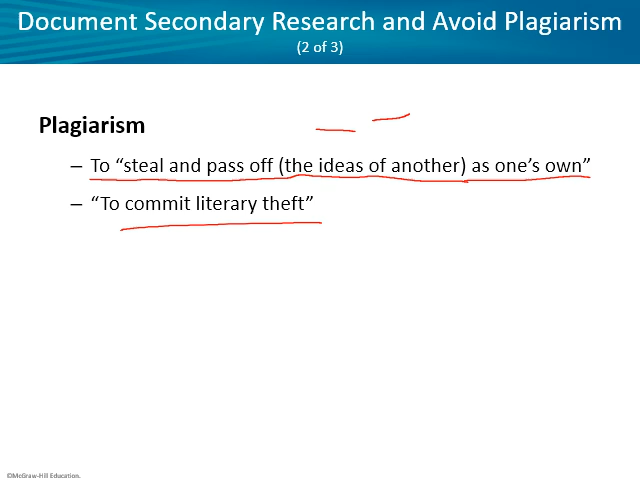 Document Secondary Research and Avoid Plagiarism
(2 of 3)
Plagiarism
– To “steal and pass off (the ideas of another) as one’s own”
– “To commit literary theft”
©McGraw-Hill Education.